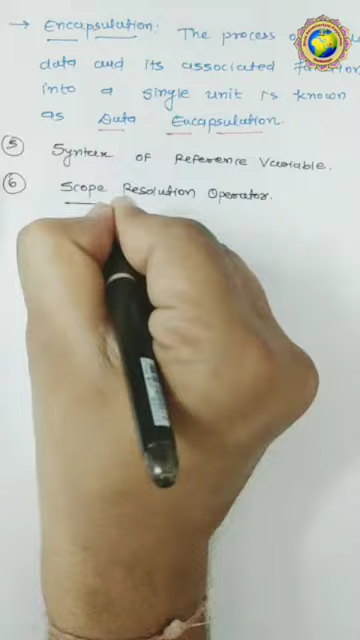 → Encapsulation: The process o
data and its associated function
into a single unit is known
as Data Encapsulation.
5 Syntax of Reference Variable.
6 Scope Resolution Operator.